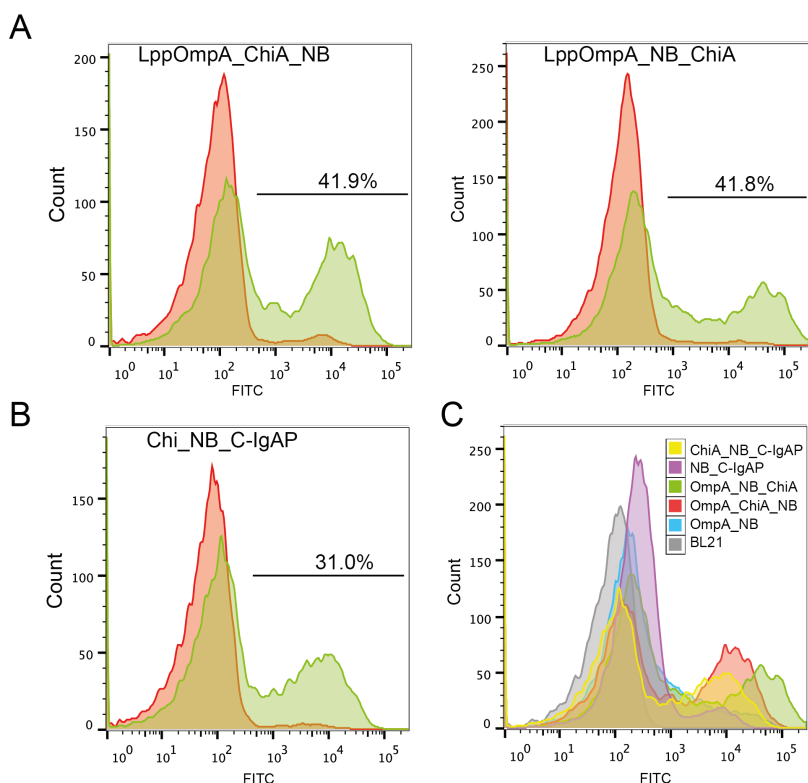 A
LppOmpA_ChiA_NB
200
150
100
50
0
Count
41.9%
10^0 10^1 10^2 10^3 10^4 10^5
FITC
LppOmpA_NB_ChiA
250
200
150
100
50
0
Count
41.8%
10^0 10^1 10^2 10^3 10^4 10^5
FITC
B
Chi_NB_C-IgAP
150
100
50
0
Count
31.0%
10^0 10^1 10^2 10^3 10^4 10^5
FITC
C
250
200
150
100
50
0
Count
ChiA_NB_C-IgAP
NB_C-IgAP
OmpA_NB_ChiA
OmpA_ChiA_NB
OmpA_NB
BL21
10^0 10^1 10^2 10^3 10^4 10^5
FITC